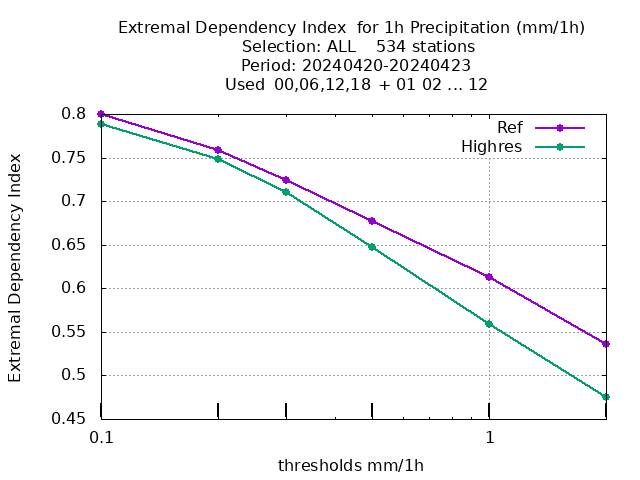 Extremal Dependency Index  for 1h Precipitation (mm/1h)
Selection: ALL    534 stations
Period: 20240420-20240423
Used  00,06,12,18  + 01 02 ... 12
Ref
Highres
Extremal Dependency Index
0.8
0.75
0.7
0.65
0.6
0.55
0.5
0.45
0.1
1
thresholds mm/1h